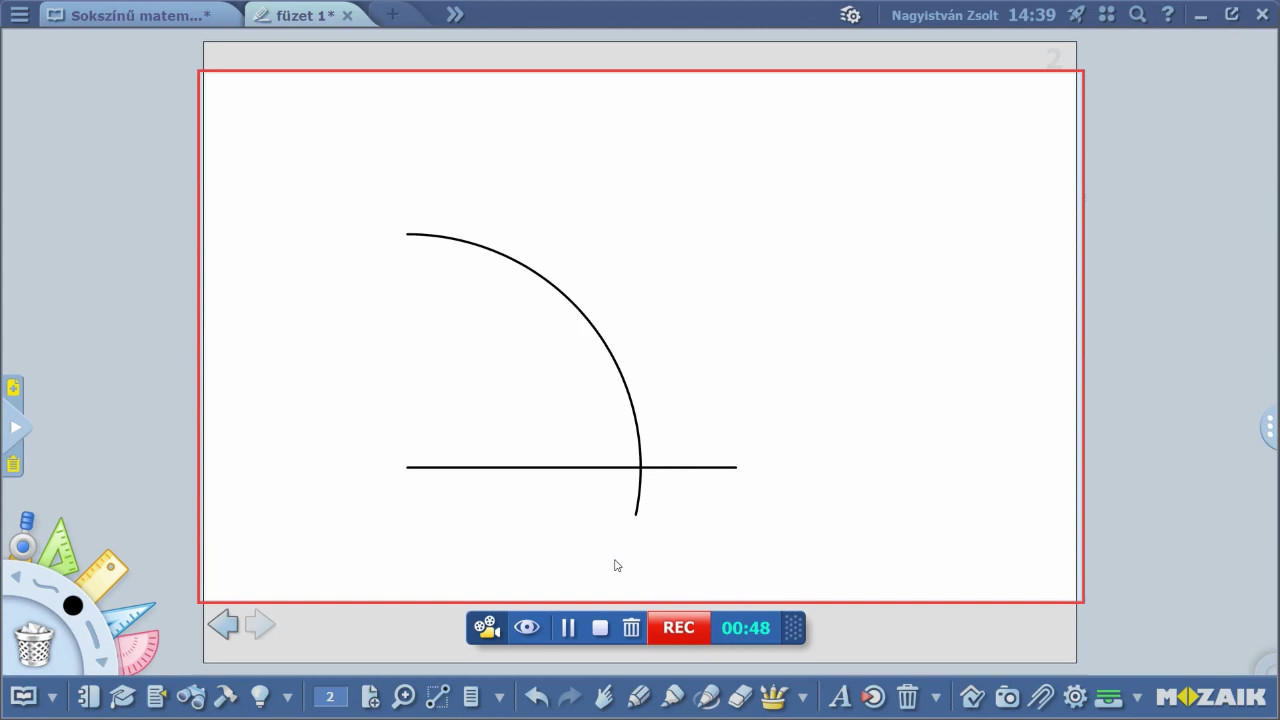 Sokszínű matem...*
füzet 1*
Nagyistván Zsolt 14:39
2
REC 00:48
2
A
MOZAIK